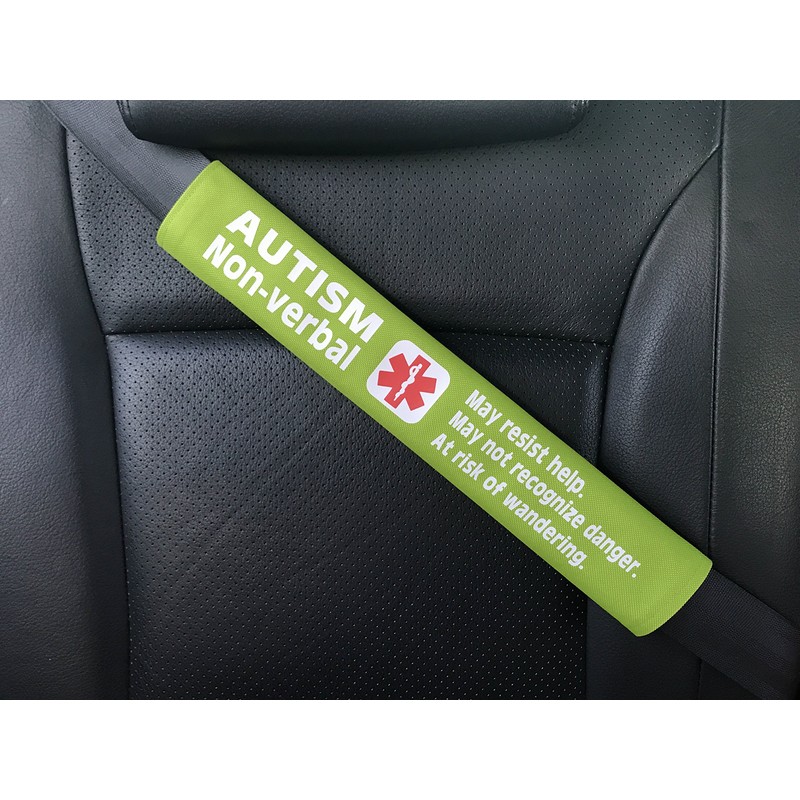 AUTISM
Non-verbal
May resist help.
May not recognize danger.
At risk of wandering.